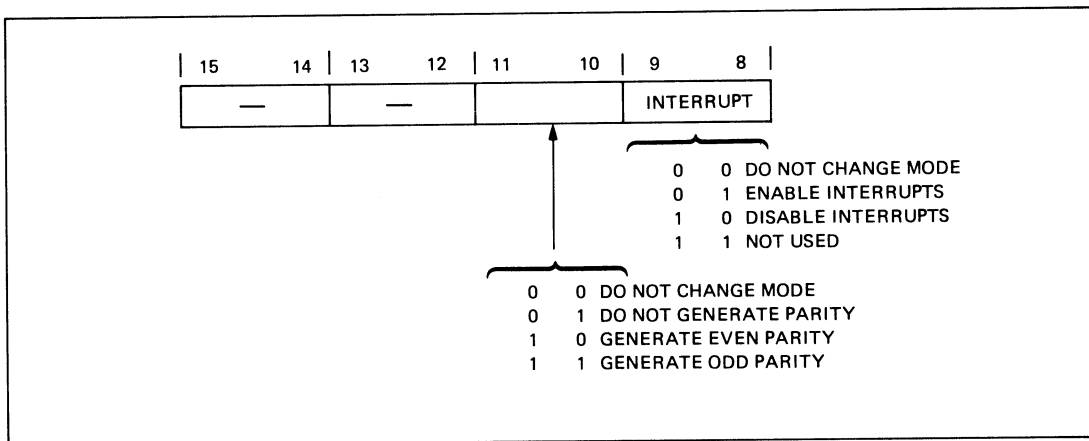 15 14 13 12 11 10 9 8
— — INTERRUPT
0 0 DO NOT CHANGE MODE
0 1 ENABLE INTERRUPTS
1 0 DISABLE INTERRUPTS
1 1 NOT USED
0 0 DO NOT CHANGE MODE
0 1 DO NOT GENERATE PARITY
1 0 GENERATE EVEN PARITY
1 1 GENERATE ODD PARITY